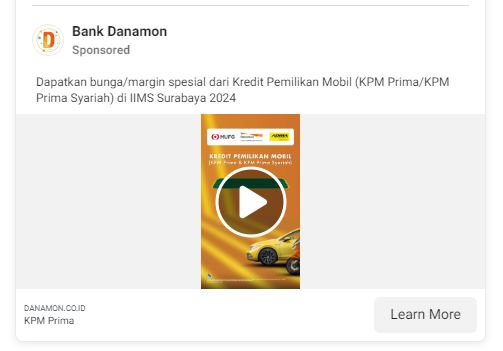 Bank Danamon
Sponsored
Dapatkan bunga/margin spesial dari Kredit Pemilikan Mobil (KPM Prima/KPM
Prima Syariah) di IIMS Surabaya 2024
MUFG
ADIRA
KREDIT PEMILIKAN MOBIL
(KPM Prima & KPM Prima Syariah)
DANAMON.CO.ID
KPM Prima
Learn More